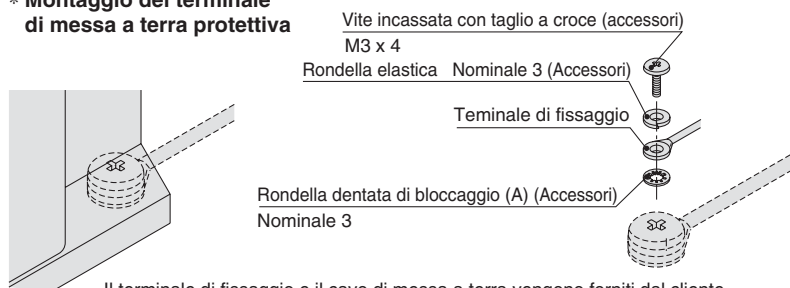 * Montaggio del terminale
di messa a terra protettiva
Vite incassata con taglio a croce (accessori)
M3 x 4
Rondella elastica Nominale 3 (Accessori)
Teminale di fissaggio
Rondella dentata di bloccaggio (A) (Accessori)
Nominale 3
Il terminale di fissaggio e il cavo di messa a terra vengono forniti dal cliente